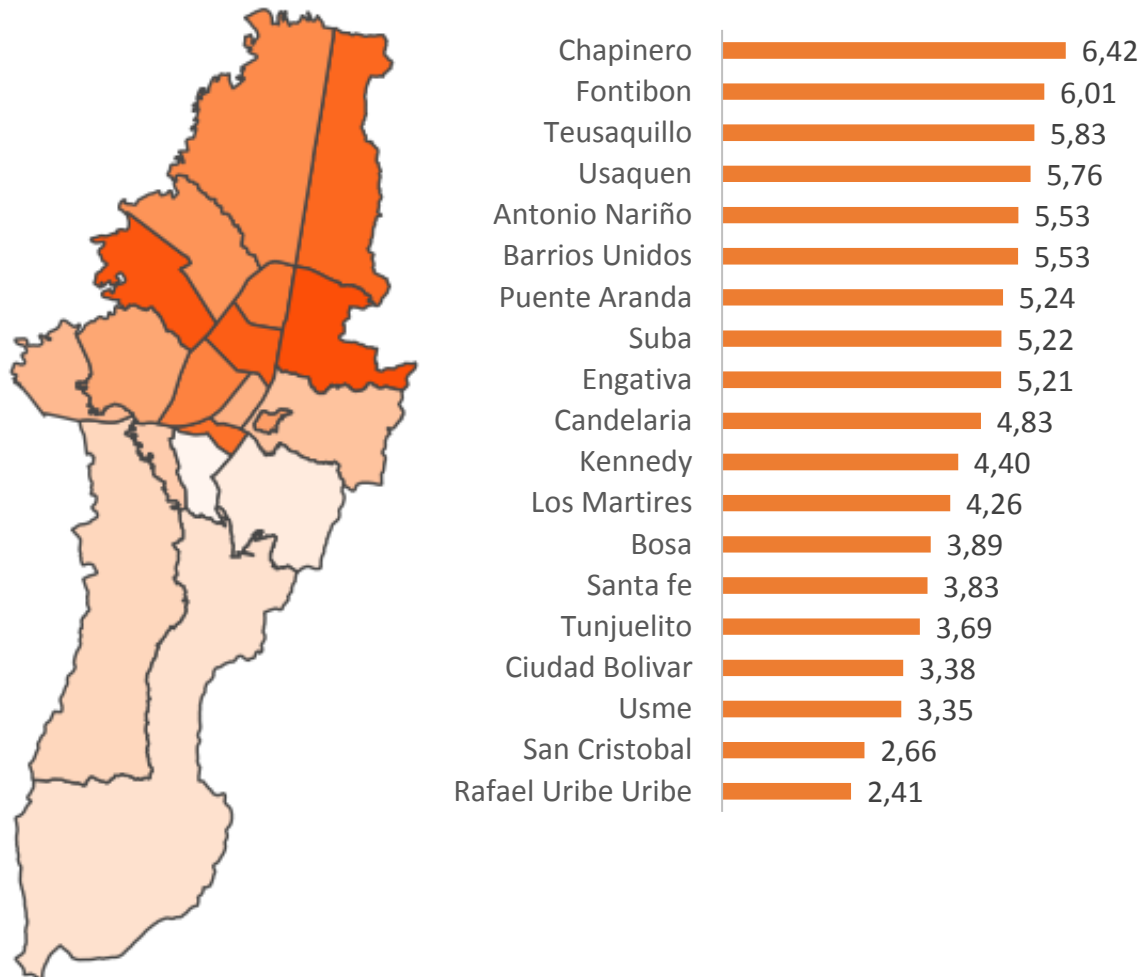 Chapinero 6,42
Fontibon 6,01
Teusaquillo 5,83
Usaquen 5,76
Antonio Nariño 5,53
Barrios Unidos 5,53
Puente Aranda 5,24
Suba 5,22
Engativa 5,21
Candelaria 4,83
Kennedy 4,40
Los Martires 4,26
Bosa 3,89
Santa fe 3,83
Tunjuelito 3,69
Ciudad Bolivar 3,38
Usme 3,35
San Cristobal 2,66
Rafael Uribe Uribe 2,41